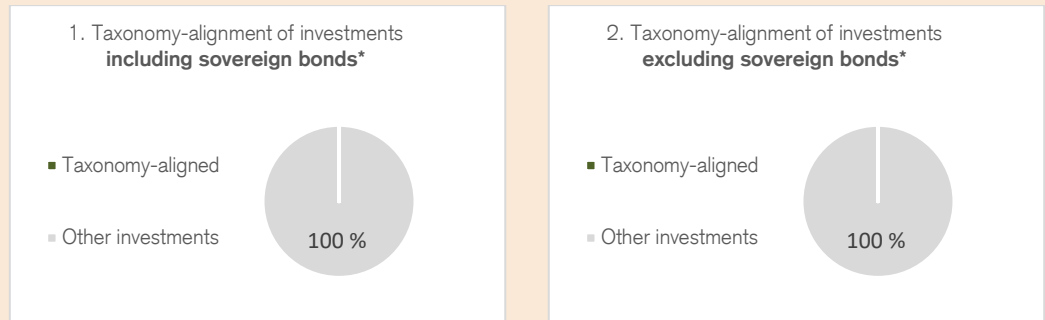 1. Taxonomy-alignment of investments
including sovereign bonds*
Taxonomy-aligned
Other investments
100 %
2. Taxonomy-alignment of investments
excluding sovereign bonds*
Taxonomy-aligned
Other investments
100 %